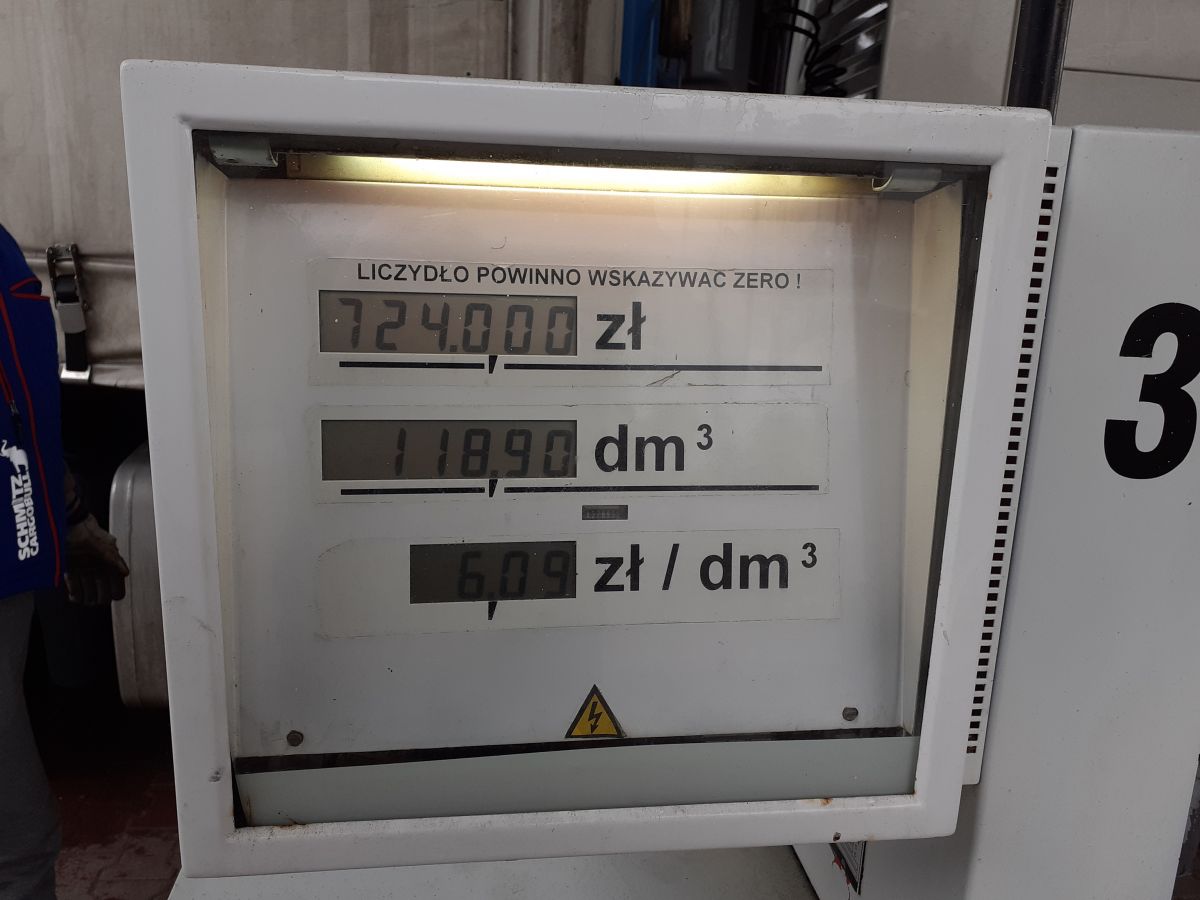 LICZYDŁO POWINNO WSKAZYWAĆ ZERO !
724.000 zł
118.90 dm³
6.09 zł / dm³
3
SCHMITZ
CARGOBULL